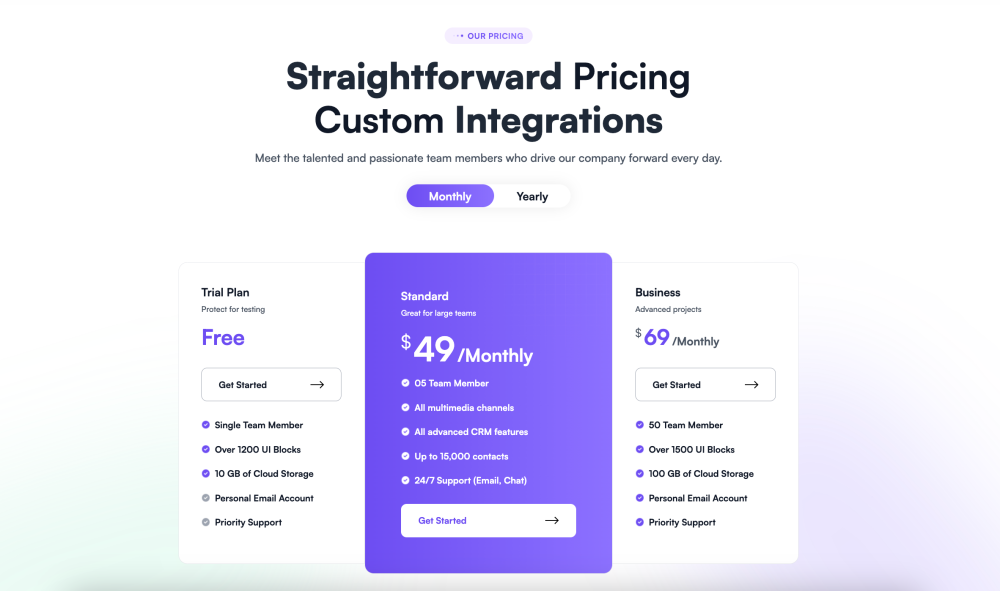 OUR PRICING
Straightforward Pricing
Custom Integrations
Meet the talented and passionate team members who drive our company forward every day.
Monthly Yearly
Trial Plan
Protect for testing
Free
Get Started
Single Team Member
Over 1200 UI Blocks
10 GB of Cloud Storage
Personal Email Account
Priority Support
Standard
Great for large teams
$49/Monthly
05 Team Member
All multimedia channels
All advanced CRM features
Up to 15,000 contacts
24/7 Support (Email, Chat)
Get Started
Business
Advanced projects
$69/Monthly
Get Started
50 Team Member
Over 1500 UI Blocks
100 GB of Cloud Storage
Personal Email Account
Priority Support